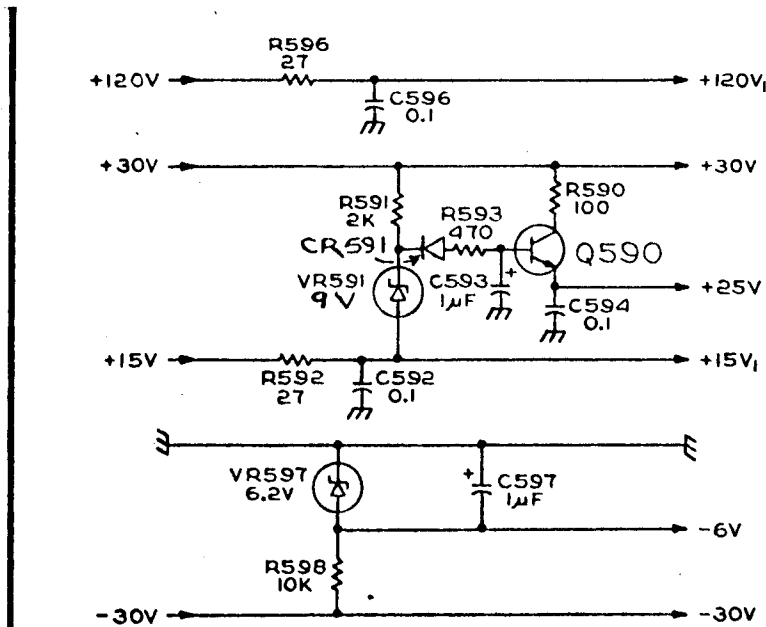 R596
27
+120V
+120V₁
C596
0.1
+30V
+30V
R591
2K
R593
470
R590
100
CR591
Q590
VR591
9V
C593
1µF
+
+25V
C594
0.1
+15V
+15V₁
R592
27
C592
0.1
VR597
6.2V
+
C597
1µF
-6V
R598
10K
-30V
-30V